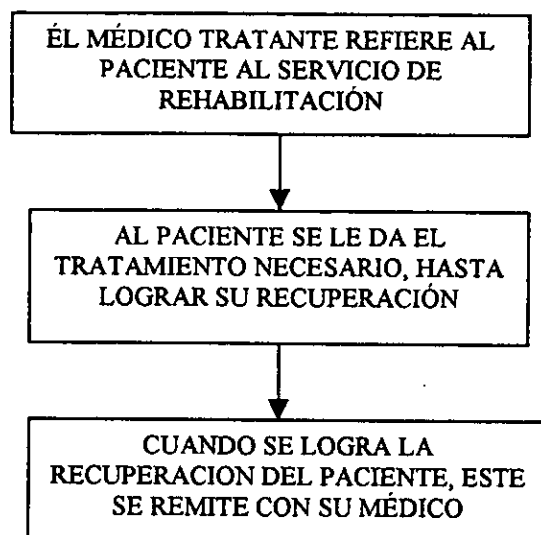 ÉL MÉDICO TRATANTE REFIERE AL
PACIENTE AL SERVICIO DE
REHABILITACIÓN
AL PACIENTE SE LE DA EL
TRATAMIENTO NECESARIO, HASTA
LOGRAR SU RECUPERACIÓN
CUANDO SE LOGRA LA
RECUPERACION DEL PACIENTE, ESTE
SE REMITE CON SU MÉDICO